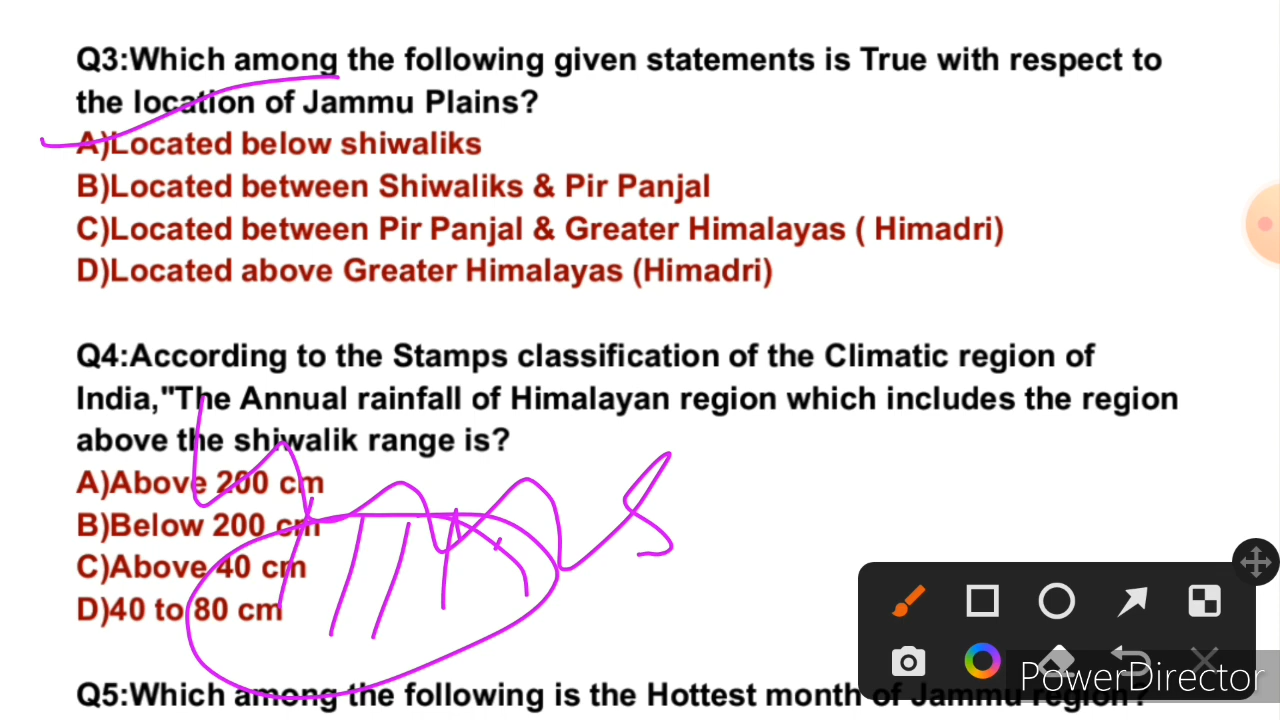 Q3:Which among the following given statements is True with respect to
the location of Jammu Plains?
A)Located below shiwaliks
B)Located between Shiwaliks & Pir Panjal
C)Located between Pir Panjal & Greater Himalayas ( Himadri)
D)Located above Greater Himalayas (Himadri)
Q4:According to the Stamps classification of the Climatic region of
India,"The Annual rainfall of Himalayan region which includes the region
above the shiwalik range is?
A)Above 200 cm
B)Below 200 cm
C)Above 40 cm
D)40 to 80 cm
Q5:Which among the following is the Hottest month of Jammu region?
PowerDirector